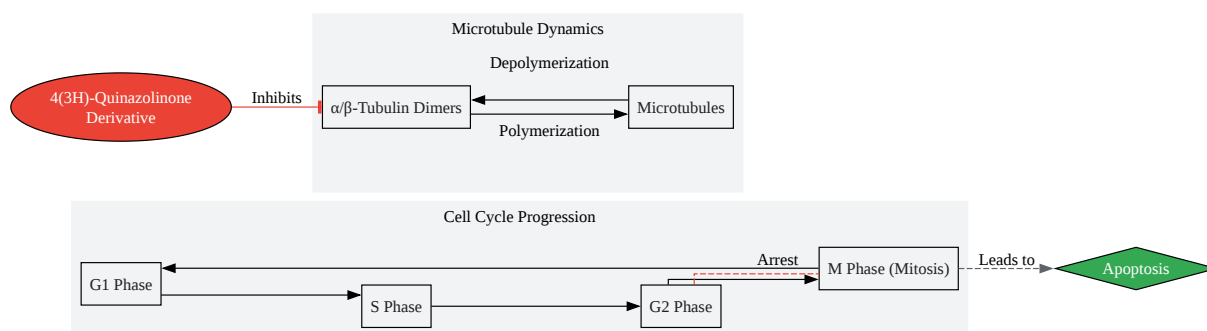 Microtubule Dynamics
Depolymerization
4(3H)-Quinazolinone
Derivative
Inhibits
α/β-Tubulin Dimers
Microtubules
Polymerization
Cell Cycle Progression
Arrest
M Phase (Mitosis)
Leads to
Apoptosis
G1 Phase
S Phase
G2 Phase